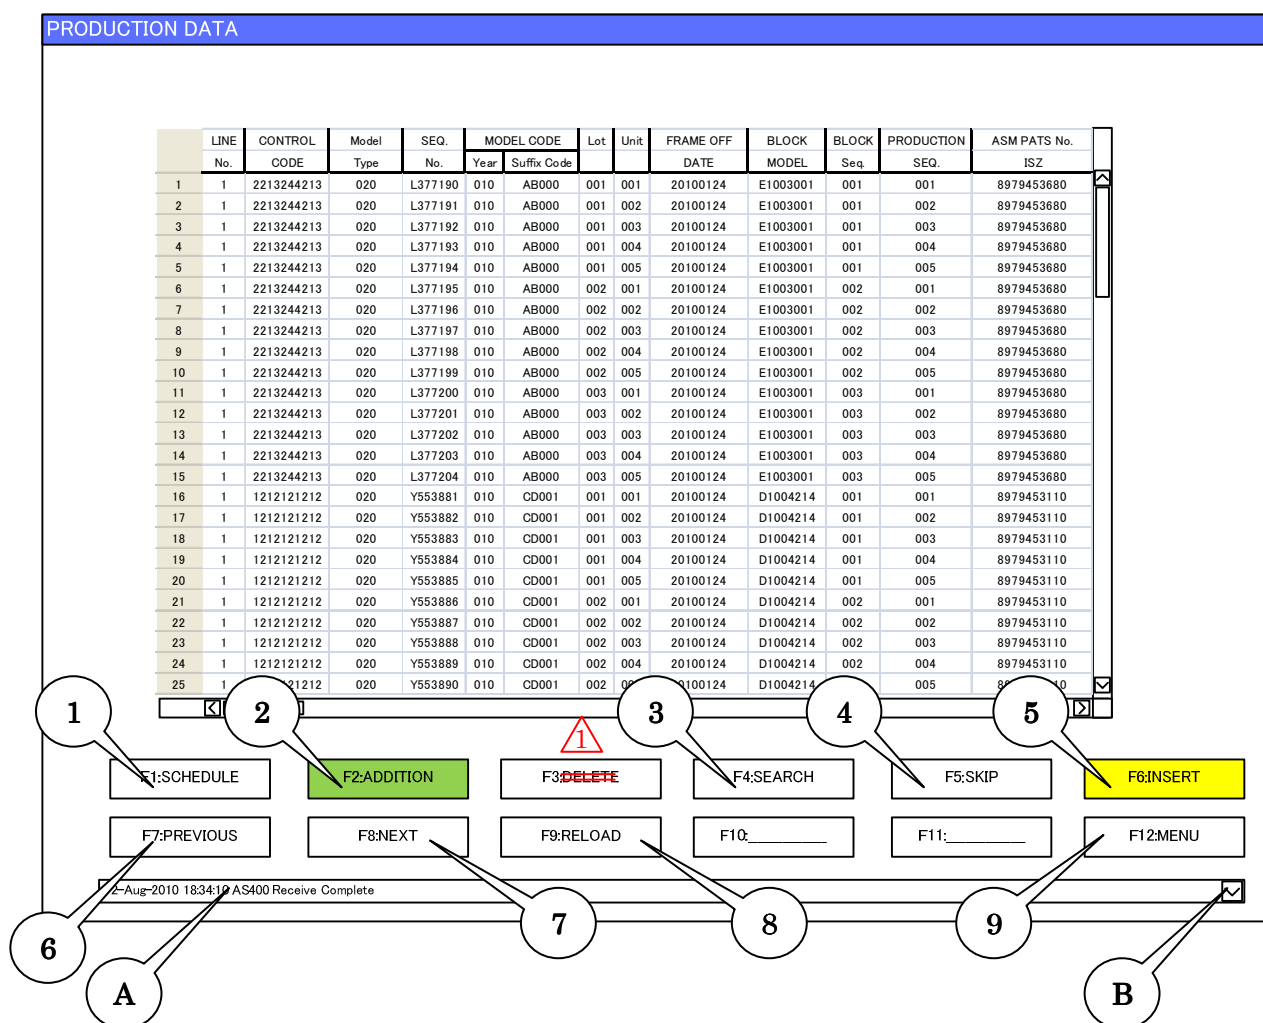 PRODUCTION DATA
LINE CONTROL Model SEQ. MODEL CODE Lot Unit FRAME OFF BLOCK BLOCK PRODUCTION ASM PATS No.
No. CODE Type No. Year Suffix Code DATE MODEL Seq. SEQ. ISZ
1 1 2213244213 020 L377190 010 AB000 001 001 20100124 E1003001 001 001 8979453680
2 1 2213244213 020 L377191 010 AB000 001 002 20100124 E1003001 001 002 8979453680
3 1 2213244213 020 L377192 010 AB000 001 003 20100124 E1003001 001 003 8979453680
4 1 2213244213 020 L377193 010 AB000 001 004 20100124 E1003001 001 004 8979453680
5 1 2213244213 020 L377194 010 AB000 001 005 20100124 E1003001 001 005 8979453680
6 1 2213244213 020 L377195 010 AB000 002 001 20100124 E1003001 002 001 8979453680
7 1 2213244213 020 L377196 010 AB000 002 002 20100124 E1003001 002 002 8979453680
8 1 2213244213 020 L377197 010 AB000 002 003 20100124 E1003001 002 003 8979453680
9 1 2213244213 020 L377198 010 AB000 002 004 20100124 E1003001 002 004 8979453680
10 1 2213244213 020 L377199 010 AB000 002 005 20100124 E1003001 002 005 8979453680
11 1 2213244213 020 L377200 010 AB000 003 001 20100124 E1003001 003 001 8979453680
12 1 2213244213 020 L377201 010 AB000 003 002 20100124 E1003001 003 002 8979453680
13 1 2213244213 020 L377202 010 AB000 003 003 20100124 E1003001 003 003 8979453680
14 1 2213244213 020 L377203 010 AB000 003 004 20100124 E1003001 003 004 8979453680
15 1 2213244213 020 L377204 010 AB000 003 005 20100124 E1003001 003 005 8979453680
16 1 1212121212 020 Y553881 010 CD001 001 001 20100124 D1004214 001 001 8979453110
17 1 1212121212 020 Y553882 010 CD001 001 002 20100124 D1004214 001 002 8979453110
18 1 1212121212 020 Y553883 010 CD001 001 003 20100124 D1004214 001 003 8979453110
19 1 1212121212 020 Y553884 010 CD001 001 004 20100124 D1004214 001 004 8979453110
20 1 1212121212 020 Y553885 010 CD001 001 005 20100124 D1004214 001 005 8979453110
21 1 1212121212 020 Y553886 010 CD001 002 001 20100124 D1004214 002 001 8979453110
22 1 1212121212 020 Y553887 010 CD001 002 002 20100124 D1004214 002 002 8979453110
23 1 1212121212 020 Y553888 010 CD001 002 003 20100124 D1004214 002 003 8979453110
24 1 1212121212 020 Y553889 010 CD001 002 004 20100124 D1004214 002 004 8979453110
25 1 020 Y553890 010 CD001 002 D1004214 005
1 2 3 4 5
1
F1:SCHEDULE F2:ADDITION F3:DELETE F4:SEARCH F5:SKIP F6:INSERT
F7:PREVIOUS F8:NEXT F9:RELOAD F10:__________ F11:__________ F12:MENU
2-Aug-2010 18:34:10 AS400 Receive Complete
6 7 8 9
A B